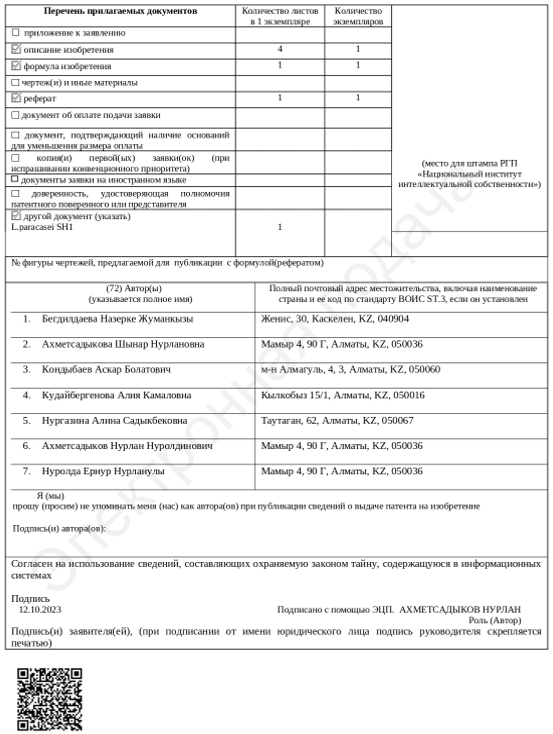 Перечень прилагаемых документов
Количество листов в 1 экземпляре
Количество экземпляров
☐ приложение к заявлению
☑ описание изобретения 4 1
☑ формула изобретения 1 1
☐ чертеж(и) и иные материалы
☑ реферат 1 1
☐ документ об оплате подачи заявки
☐ документ, подтверждающий наличие оснований
для уменьшения размера оплаты
☐ копия(и) первой(ых) заявки(ок) (при
испрашивании конвенционного приоритета)
☐ документы заявки на иностранном языке
☐ доверенность, удостоверяющая полномочия
патентного поверенного или представителя
☑ другой документ (указать)
L.paracasei SH1 1
(место для штампа РГП
«Национальный институт
интеллектуальной собственности»)
№ фигуры чертежей, предлагаемой для публикации с формулой(рефератом)
(72) Автор(ы)
(указывается полное имя)
Полный почтовый адрес местожительства, включая наименование
страны и ее код по стандарту ВОИС ST.3, если он установлен
1. Бегдилдаева Назерке Жуманкызы Женис, 30, Каскелен, KZ, 040904
2. Ахметсадыкова Шынар Нурлановна Мамыр 4, 90 Г, Алматы, KZ, 050036
3. Кондыбаев Аскар Болатович м-н Алмагуль, 4, 3, Алматы, KZ, 050060
4. Кудайбергенова Алия Камаловна Кылкобыз 15/1, Алматы, KZ, 050016
5. Нургазина Алина Садыкбековна Таутаган, 62, Алматы, KZ, 050067
6. Ахметсадыков Нурлан Нуролдинович Мамыр 4, 90 Г, Алматы, KZ, 050036
7. Нуролда Ернур Нурланулы Мамыр 4, 90 Г, Алматы, KZ, 050036
Я (мы)
прошу (просим) не упоминать меня (нас) как автора(ов) при публикации сведений о выдаче патента на изобретение
Подпись(и) автора(ов):
Согласен на использование сведений, составляющих охраняемую законом тайну, содержащуюся в информационных
системах
Подпись
12.10.2023 Подписано с помощью ЭЦП. АХМЕТСАДЫКОВ НУРЛАН
Роль (Автор)
Подпись(и) заявителя(ей), (при подписании от имени юридического лица подпись руководителя скрепляется
печатью)
Электронная подача